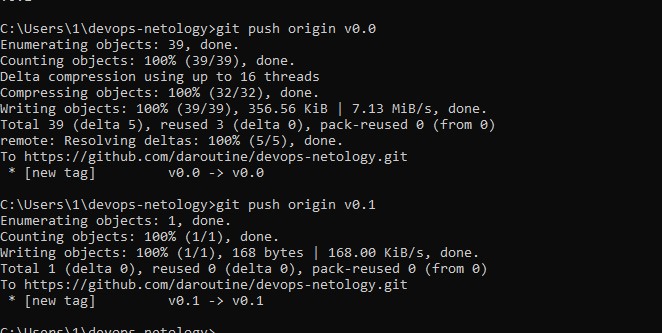 C:\Users\1\devops-netology>git push origin v0.0
Enumerating objects: 39, done.
Counting objects: 100% (39/39), done.
Delta compression using up to 16 threads
Compressing objects: 100% (32/32), done.
Writing objects: 100% (39/39), 356.56 KiB | 7.13 MiB/s, done.
Total 39 (delta 5), reused 3 (delta 0), pack-reused 0 (from 0)
remote: Resolving deltas: 100% (5/5), done.
To https://github.com/daroutine/devops-netology.git
 * [new tag]         v0.0 -> v0.0
C:\Users\1\devops-netology>git push origin v0.1
Enumerating objects: 1, done.
Counting objects: 100% (1/1), done.
Writing objects: 100% (1/1), 168 bytes | 168.00 KiB/s, done.
Total 1 (delta 0), reused 0 (delta 0), pack-reused 0 (from 0)
To https://github.com/daroutine/devops-netology.git
 * [new tag]         v0.1 -> v0.1
C:\Users\1\devops-netology>